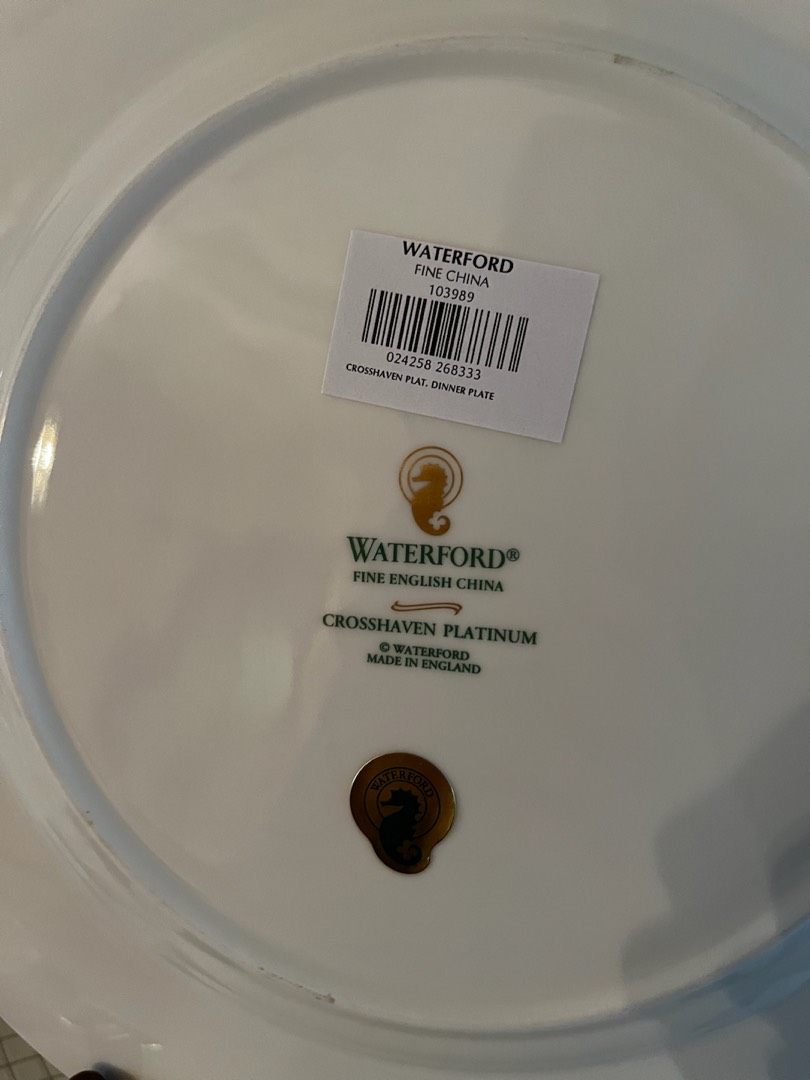 WATERFORD
FINE CHINA
103989
024258 268333
CROSSHAVEN PLAT. DINNER PLATE
WATERFORD®
FINE ENGLISH CHINA
CROSSHAVEN PLATINUM
© WATERFORD
MADE IN ENGLAND
WATERFORD